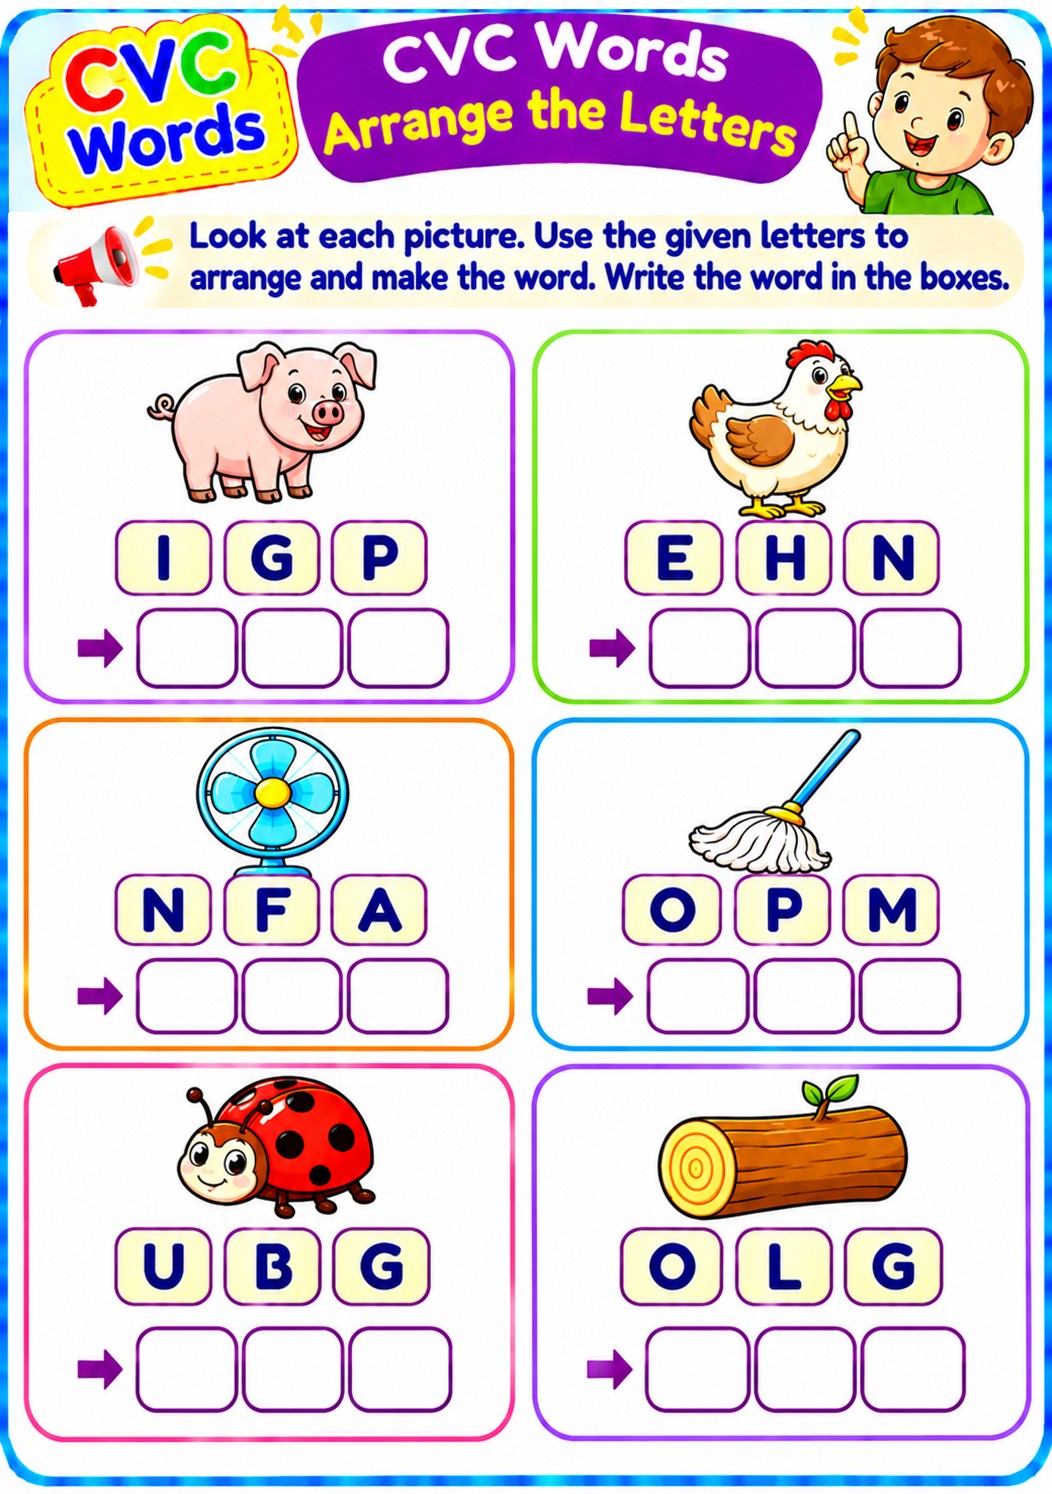 CVC
Words
CVC Words
Arrange the Letters
Look at each picture. Use the given letters to
arrange and make the word. Write the word in the boxes.
I G P
E H N
N F A
O P M
U B G
O L G